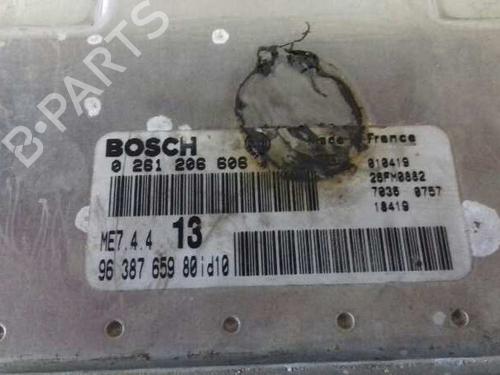 B-PARTS
BOSCH
0 261 206 606
Made in France
010419
26FM0882
7036 0757
18419
ME7.4.4 13
96 387 659 80id10